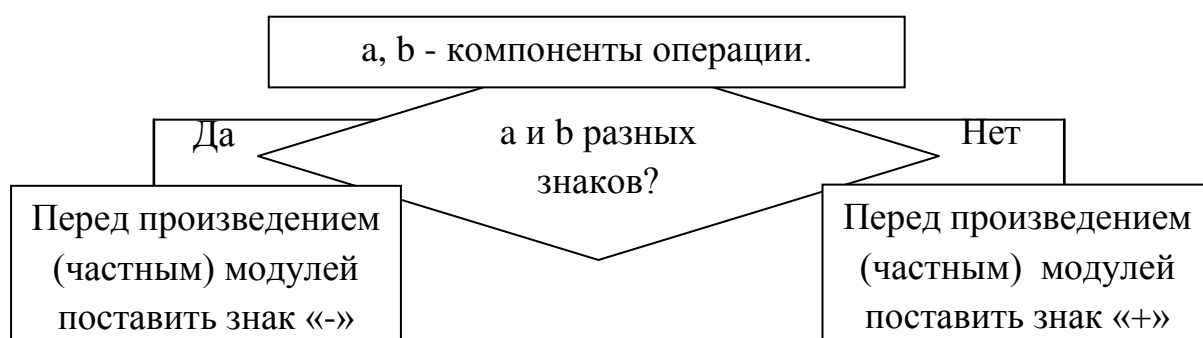 a, b - компоненты операции.
Да
a и b разных
знаков?
Нет
Перед произведением
(частным) модулей
поставить знак «-»
Перед произведением
(частным) модулей
поставить знак «+»